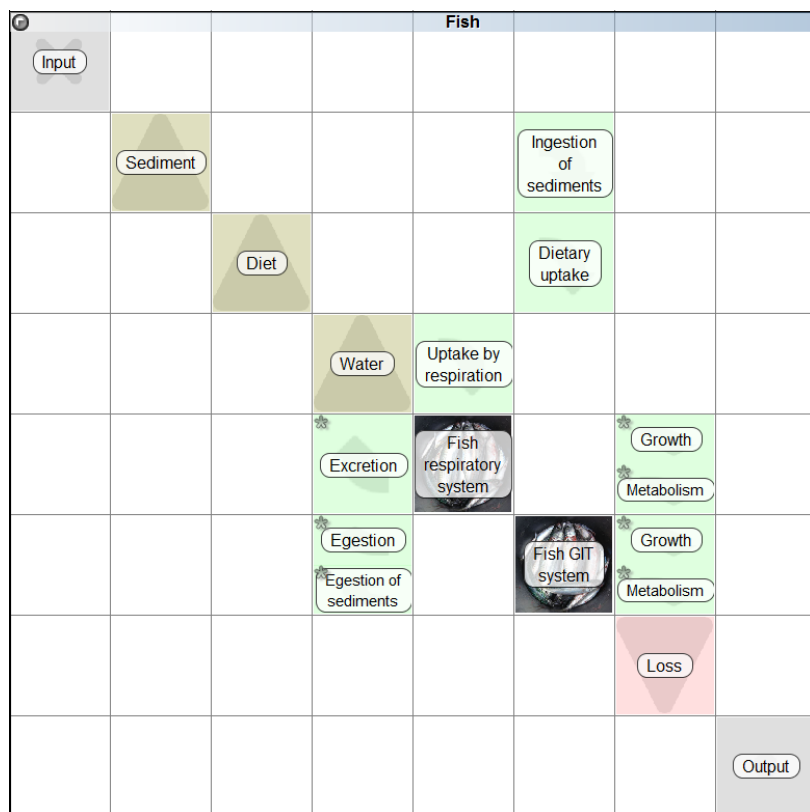 Fish
Input
Sediment
Ingestion
of
sediments
Diet
Dietary
uptake
Water
Uptake by
respiration
Excretion
Fish
respiratory
system
Growth
Metabolism
Egestion
Egestion of
sediments
Fish GIT
system
Growth
Metabolism
Loss
Output